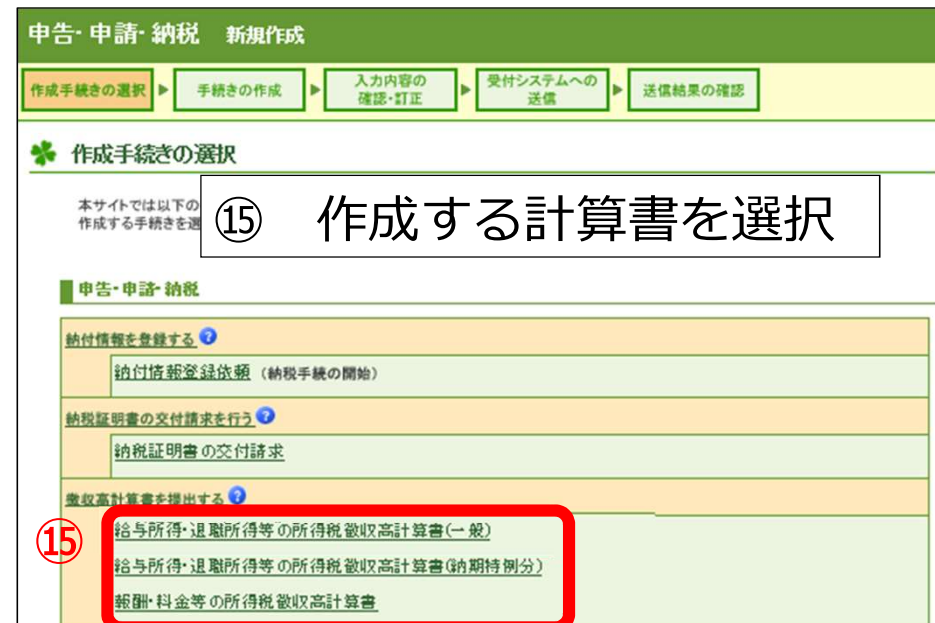 申告・申請・納税 新規作成
作成手続きの選択
手続きの作成
入力内容の
確認・訂正
受付システムへの
送信
送信結果の確認
作成手続きの選択
本サイトでは以下の
作成する手続きを選
⑮ 作成する計算書を選択
申告・申請・納税
納付情報を登録する
納付情報登録依頼 (納税手続の開始)
納税証明書の交付請求を行う
納税証明書の交付請求
徴収高計算書を提出する
⑮
給与所得・退職所得等の所得税徴収高計算書(一般)
給与所得・退職所得等の所得税徴収高計算書(納期特例分)
報酬・料金等の所得税徴収高計算書